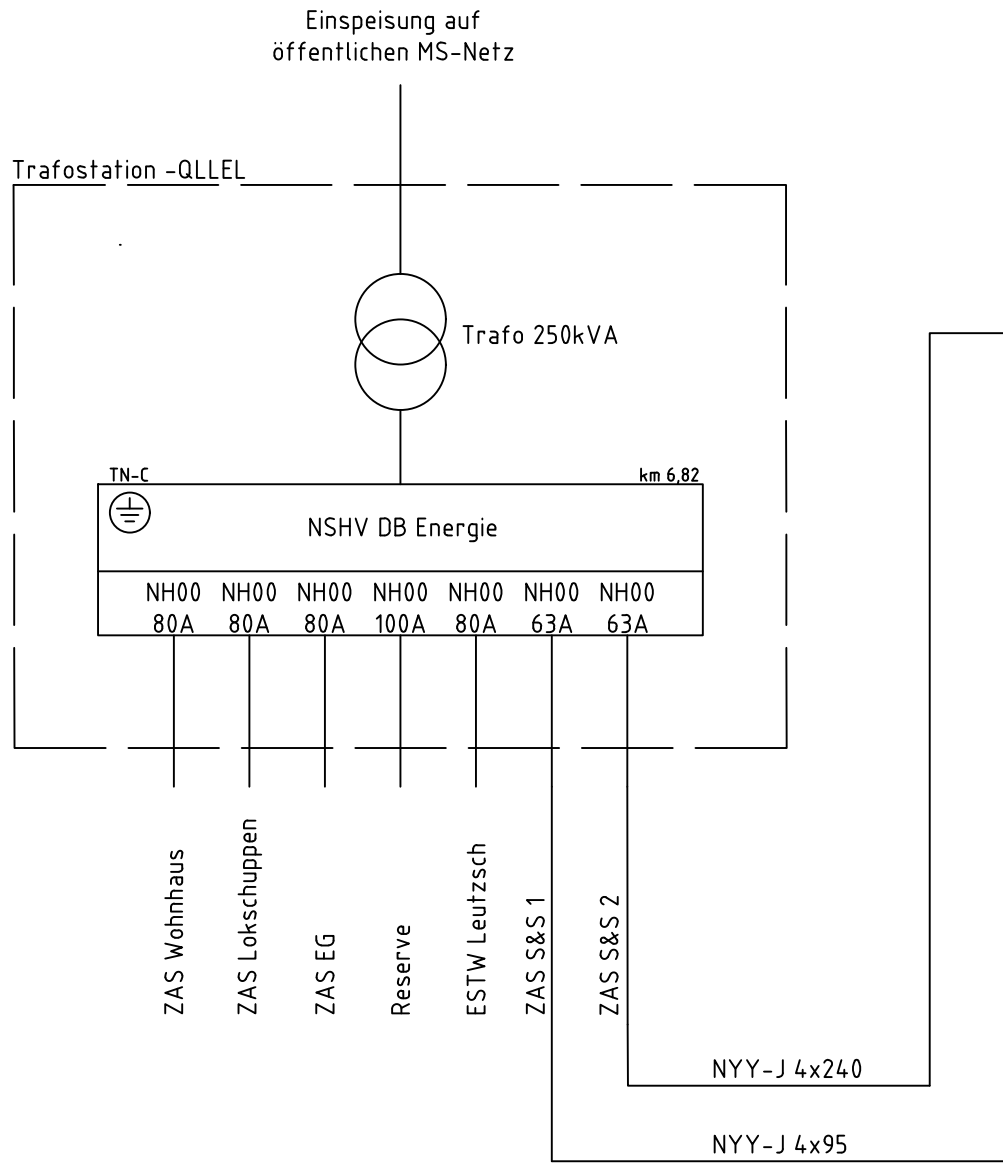 Einspeisung auf
öffentlichen MS-Netz
Trafostation -QLLEL
Trafo 250kVA
TN-C
km 6,82
NSHV DB Energie
NH00 NH00 NH00 NH00 NH00 NH00 NH00
80A 80A 80A 100A 80A 63A 63A
ZAS Wohnhaus
ZAS Lokschuppen
ZAS EG
Reserve
ESTW Leutzsch
ZAS S&S 1
ZAS S&S 2
NYY-J 4x240
NYY-J 4x95